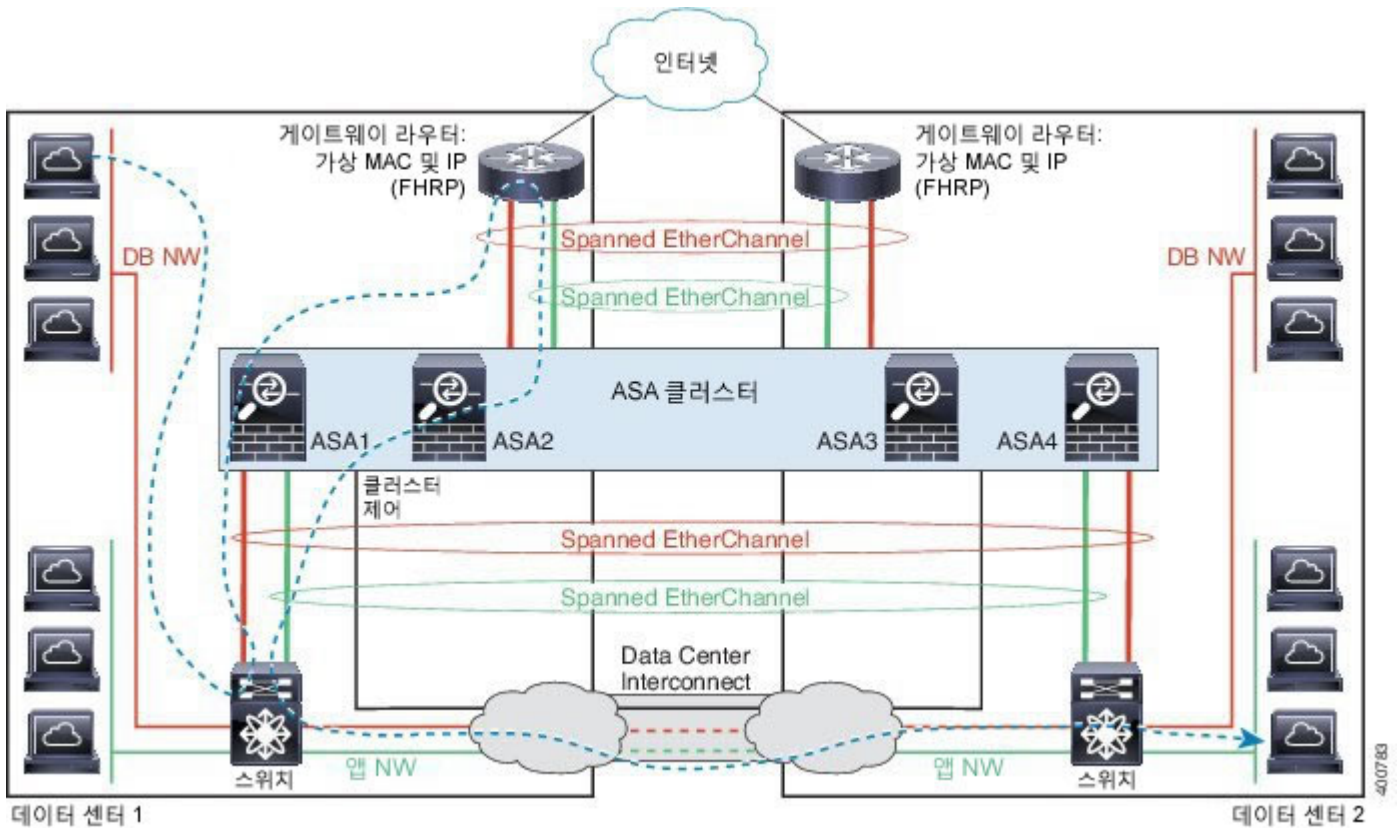 인터넷
게이트웨이 라우터:
가상 MAC 및 IP
(FHRP)
게이트웨이 라우터:
가상 MAC 및 IP
(FHRP)
DB NW
Spanned EtherChannel
DB NW
Spanned EtherChannel
ASA 클러스터
ASA1
ASA2
ASA3
ASA4
클러스터
제어
Spanned EtherChannel
Spanned EtherChannel
Data Center
Interconnect
앱 NW
앱 NW
스위치
스위치
400783
데이터 센터 1
데이터 센터 2